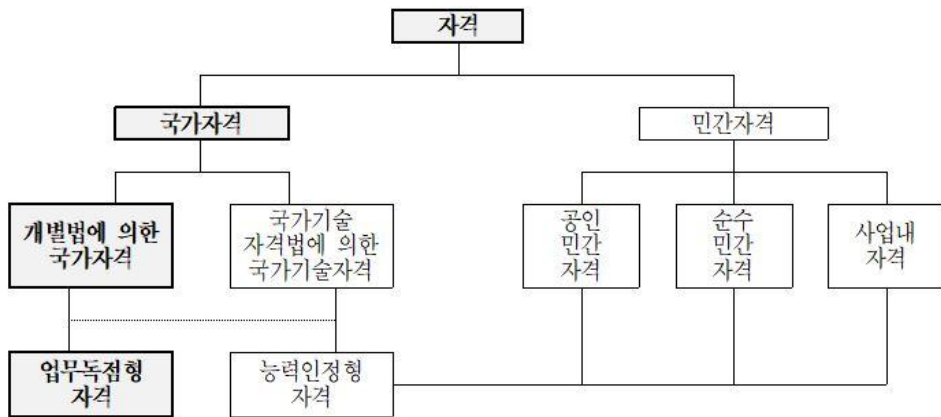 자격
국가자격
민간자격
개별법에 의한
국가자격
국가기술
자격법에 의한
국가기술자격
공인
민간
자격
순수
민간
자격
사업내
자격
업무독점형
자격
능력인정형
자격